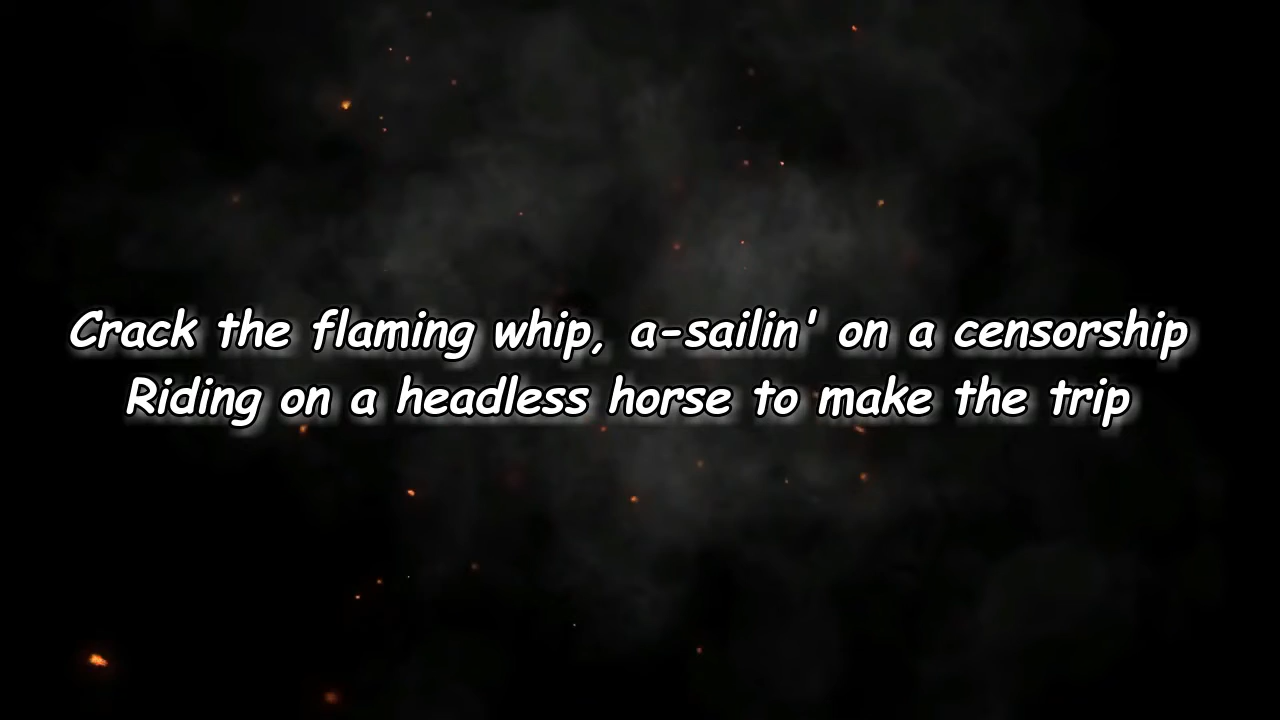 Crack the flaming whip, a-sailin' on a censorship
Riding on a headless horse to make the trip